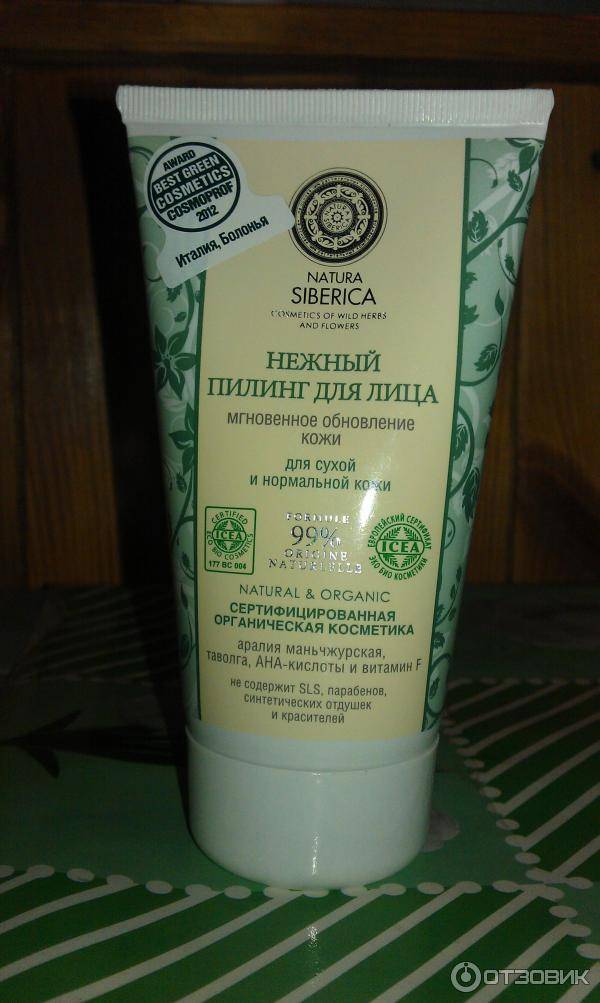 AWARD
BEST GREEN
COSMETICS
COSMOPROF
2012
Италия, Болонья
NATURA
SIBERICA
NATURA
SIBERICA
COSMETICS OF WILD HERBS
AND FLOWERS
НЕЖНЫЙ
ПИЛИНГ ДЛЯ ЛИЦА
мгновенное обновление
кожи
для сухой
и нормальной кожи
CERTIFIED
ICEA
ECO BIO COSMETICS
177 BC 004
FORMULE
99%
ORIGINE
NATURELLE
ЕВРОПЕЙСКИЙ СЕРТИФИКАТ
ICEA
ЭКО БИО КОСМЕТИКИ
NATURAL & ORGANIC
СЕРТИФИЦИРОВАННАЯ
ОРГАНИЧЕСКАЯ КОСМЕТИКА
аралия маньчжурская,
таволга, АНА-кислоты и витамин F
не содержит SLS, парабенов,
синтетических отдушек
и красителей
ОТЗОВИК